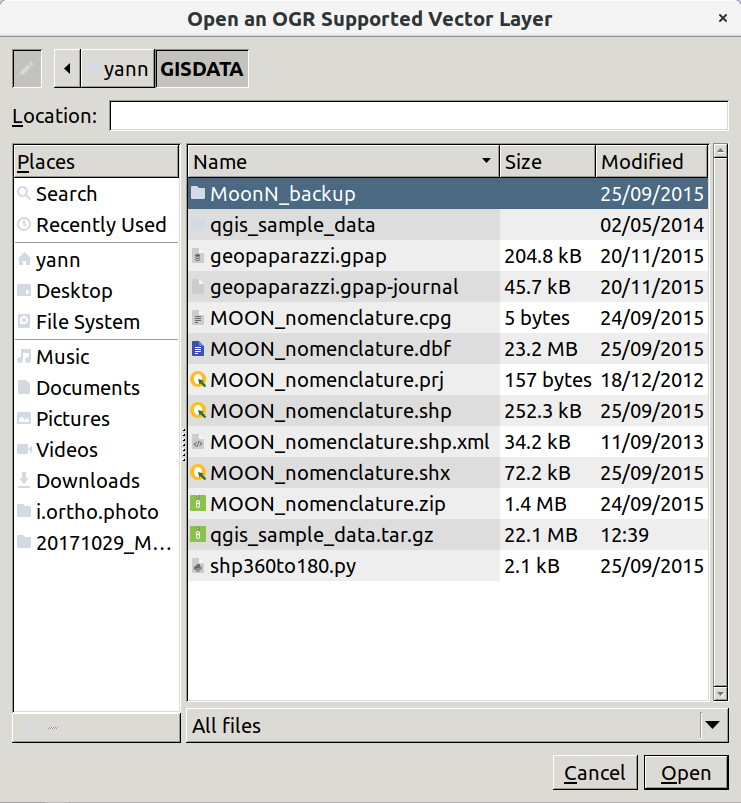 Open an OGR Supported Vector Layer ×
yann GISDATA
Location:
Places
Search
Recently Used
yann
Desktop
File System
Music
Documents
Pictures
Videos
Downloads
i.ortho.photo
20171029_M...
Name Size Modified
MoonN_backup 25/09/2015
qgis_sample_data 02/05/2014
geopaparazzi.gpap 204.8 kB 20/11/2015
geopaparazzi.gpap-journal 45.7 kB 20/11/2015
MOON_nomenclature.cpg 5 bytes 24/09/2015
MOON_nomenclature.dbf 23.2 MB 25/09/2015
MOON_nomenclature.prj 157 bytes 18/12/2012
MOON_nomenclature.shp 252.3 kB 25/09/2015
MOON_nomenclature.shp.xml 34.2 kB 11/09/2013
MOON_nomenclature.shx 72.2 kB 25/09/2015
MOON_nomenclature.zip 1.4 MB 24/09/2015
qgis_sample_data.tar.gz 22.1 MB 12:39
shp360to180.py 2.1 kB 25/09/2015
All files
Cancel Open